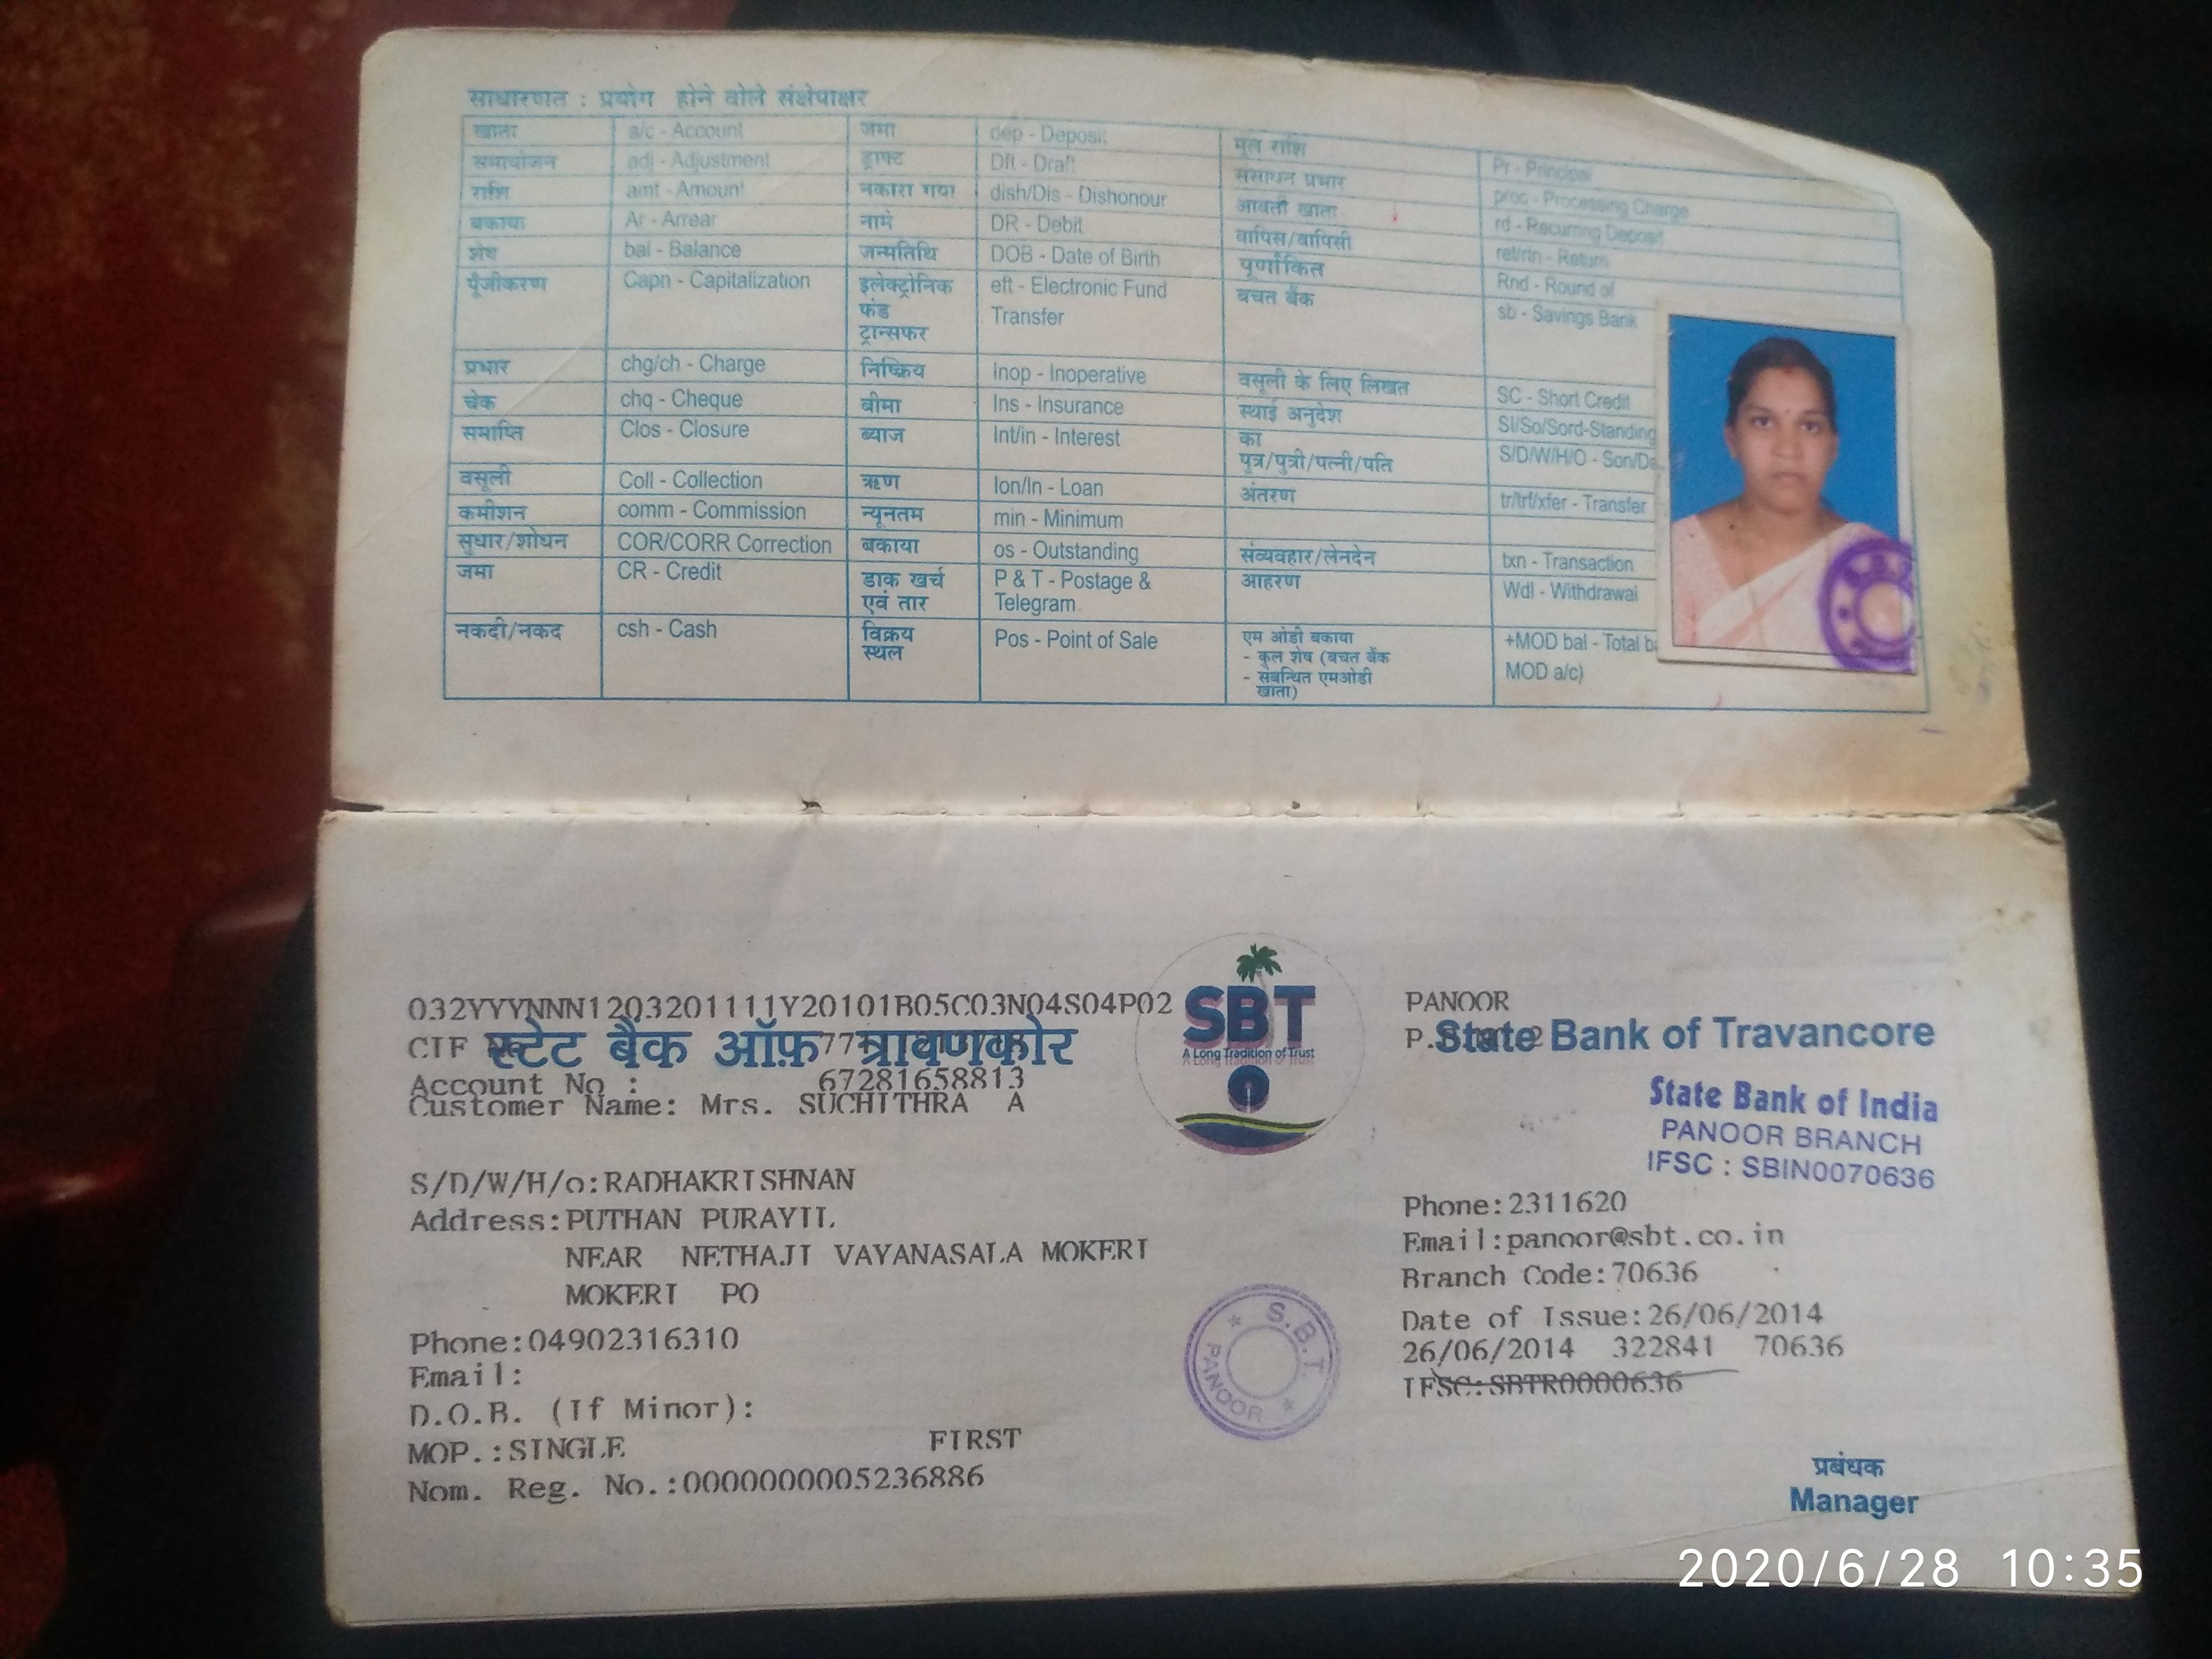 साधारणत : प्रयोग होने वोले संक्षेपाक्षर
खाता a/c - Account जमा dep - Deposit मूल राशि Pr - Principal
समायोजन adj - Adjustment ड्राफ्ट Dft - Draft संसाधन प्रभार proc - Processing Charge
राशि amt - Amount नकारा गया dish/Dis - Dishonour आवर्ती खाता rd - Recurring Deposit
बकाया Ar - Arrear नामे DR - Debit वापिस/वापिसी ret/rtn - Return
शेष bal - Balance जन्मतिथि DOB - Date of Birth पूर्णांकित Rnd - Round of
पूँजीकरण Capn - Capitalization इलेक्ट्रोनिक eft - Electronic Fund बचत बैंक sb - Savings Bank
फंड Transfer
ट्रान्सफर
प्रभार chg/ch - Charge निष्क्रिय Inop - Inoperative वसूली के लिए लिखत SC - Short Credit
चेक chq - Cheque बीमा Ins - Insurance स्थाई अनुदेश SI/So/Sord-Standing
समाप्ति Clos - Closure ब्याज Int/in - Interest का
पुत्र/पुत्री/पत्नी/पति S/D/W/H/O - Son/Da
वसूली Coll - Collection ऋण lon/ln - Loan अंतरण tr/trf/xfer - Transfer
कमीशन comm - Commission न्यूनतम min - Minimum
सुधार/शोधन COR/CORR Correction बकाया os - Outstanding संव्यवहार/लेनदेन txn - Transaction
जमा CR - Credit डाक खर्च P & T - Postage & आहरण Wdl - Withdrawal
एवं तार Telegram
नकदी/नकद csh - Cash विक्रय Pos - Point of Sale एम ओडी बकाया +MOD bal - Total ba
स्थल - कुल शेष (बचत बैंक MOD a/c)
- संबन्धित एमओडी
खाता)
032YYYNNN1203201111Y20101B05C03N04S04P02
स्टेट बैंक ऑफ़ त्रावणकोर
CIF
Account No : 67281658813
Customer Name: Mrs. SUCHITHRA A
S/D/W/H/o:RADHAKRISHNAN
Address:PUTHAN PURAYIL
NEAR NETHAJI VAYANASALA MOKERI
MOKERI PO
Phone:04902316310
Email:
D.O.B. (If Minor):
MOP.:SINGLE FIRST
Nom. Reg. No.:0000000005236886
SBT
A Long Tradition of Trust
S.B.T.
PANOOR
PANOOR
State Bank of Travancore
State Bank of India
PANOOR BRANCH
IFSC : SBIN0070636
Phone:2311620
Email:panoor@sbt.co.in
Branch Code:70636
Date of Issue:26/06/2014
26/06/2014 322841 70636
IFSC:SBTR0000636
प्रबंधक
Manager
2020/6/28 10:35